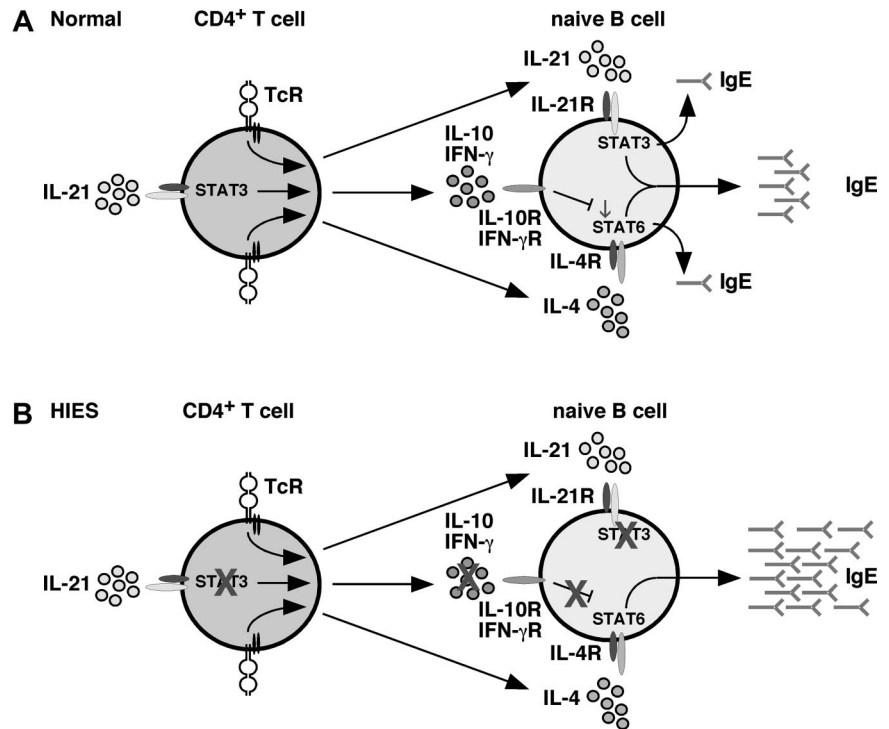 A Normal CD4+ T cell naive B cell
IL-21
TcR
IL-21R
IgE
IL-10
IFN-γ
STAT3
IL-21
STAT3
IgE
IL-10R
IFN-γR
STAT6
IL-4R
IgE
IL-4
B HIES CD4+ T cell naive B cell
IL-21
TcR
IL-21R
IL-10
IFN-γ
STAT3
X
IL-21
STAT3
X
X
X
IgE
IL-10R
IFN-γR
STAT6
IL-4R
IL-4